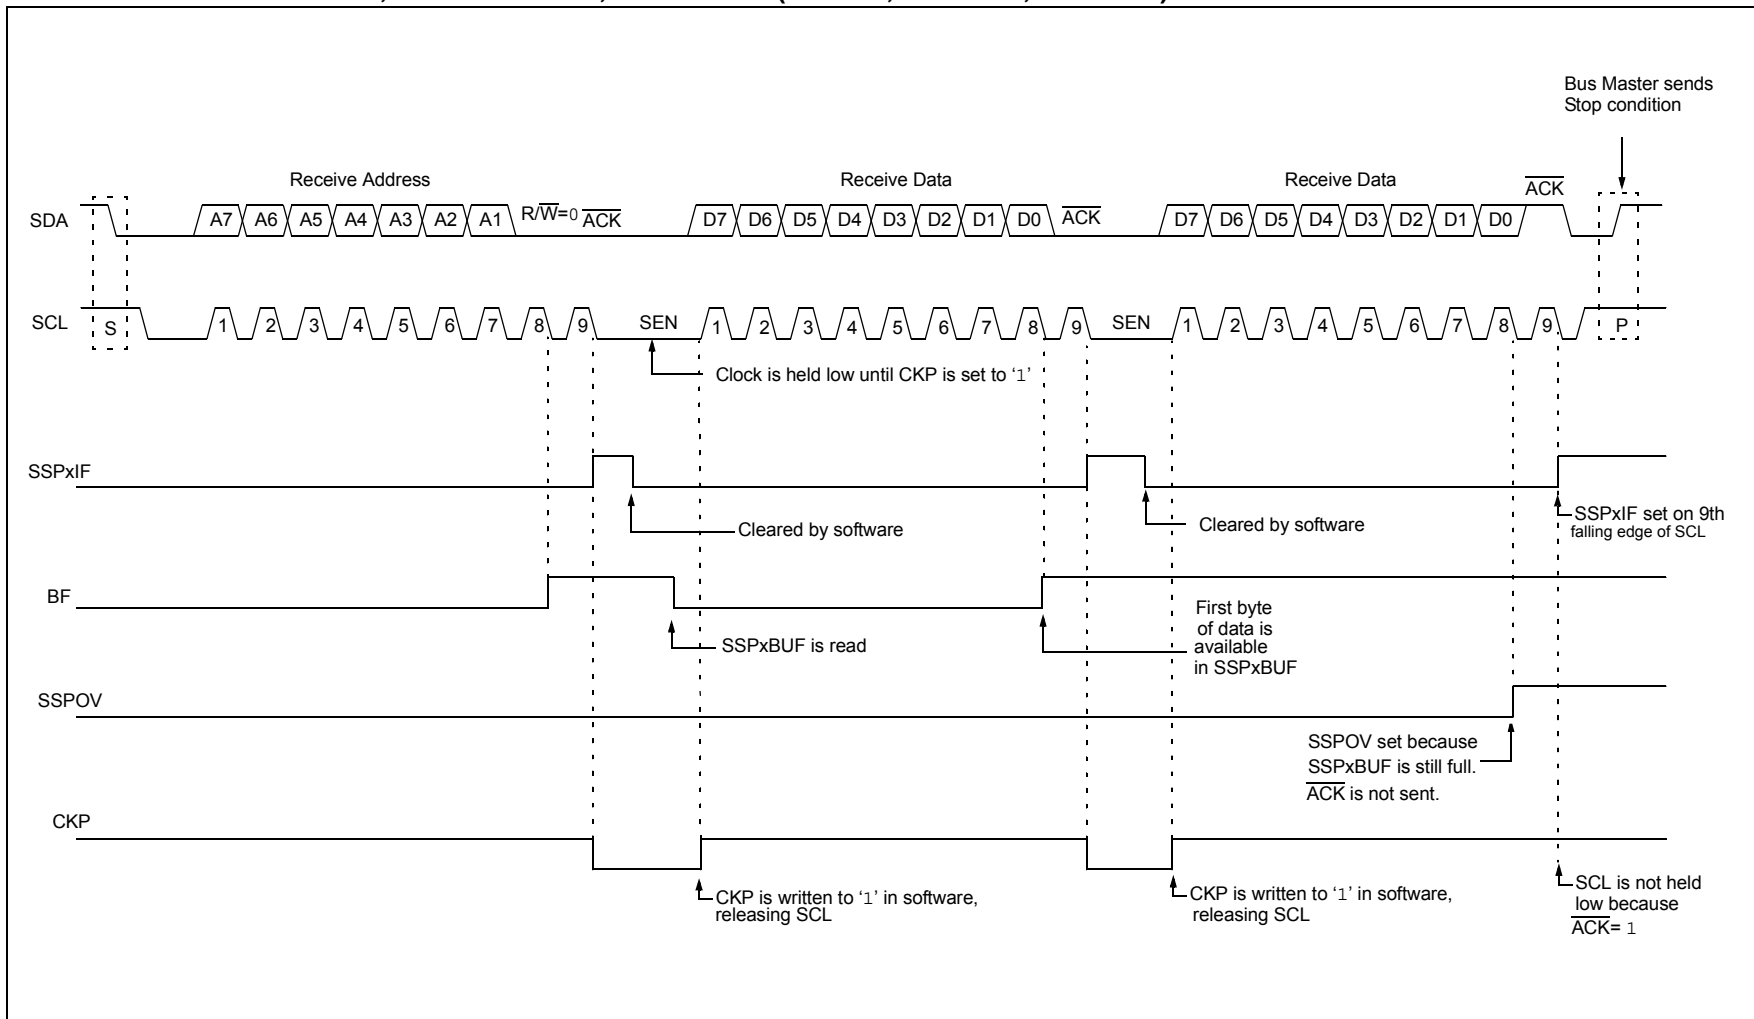 Bus Master sends
Stop condition
Receive Address
Receive Data
Receive Data
ACK
SDA
A7 A6 A5 A4 A3 A2 A1 R/W=0 ACK
D7 D6 D5 D4 D3 D2 D1 D0 ACK
D7 D6 D5 D4 D3 D2 D1 D0
SCL
S
1 2 3 4 5 6 7 8 9 SEN
1 2 3 4 5 6 7 8 9 SEN
1 2 3 4 5 6 7 8 9 P
Clock is held low until CKP is set to ‘1’
SSPxIF
Cleared by software
Cleared by software
SSPxIF set on 9th
falling edge of SCL
BF
SSPxBUF is read
First byte
of data is
available
in SSPxBUF
SSPOV
SSPOV set because
SSPxBUF is still full.
ACK is not sent.
CKP
CKP is written to ‘1’ in software,
releasing SCL
CKP is written to ‘1’ in software,
releasing SCL
SCL is not held
low because
ACK= 1